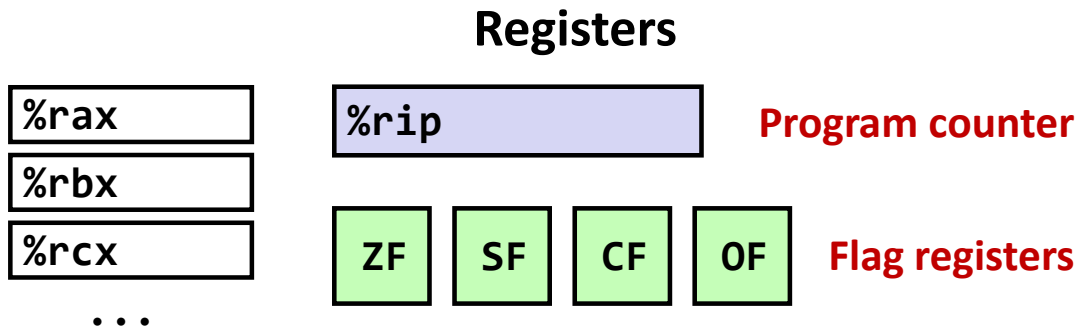 Registers
%rax
%rbx
%rcx
...
%rip
Program counter
ZF SF CF OF
Flag registers